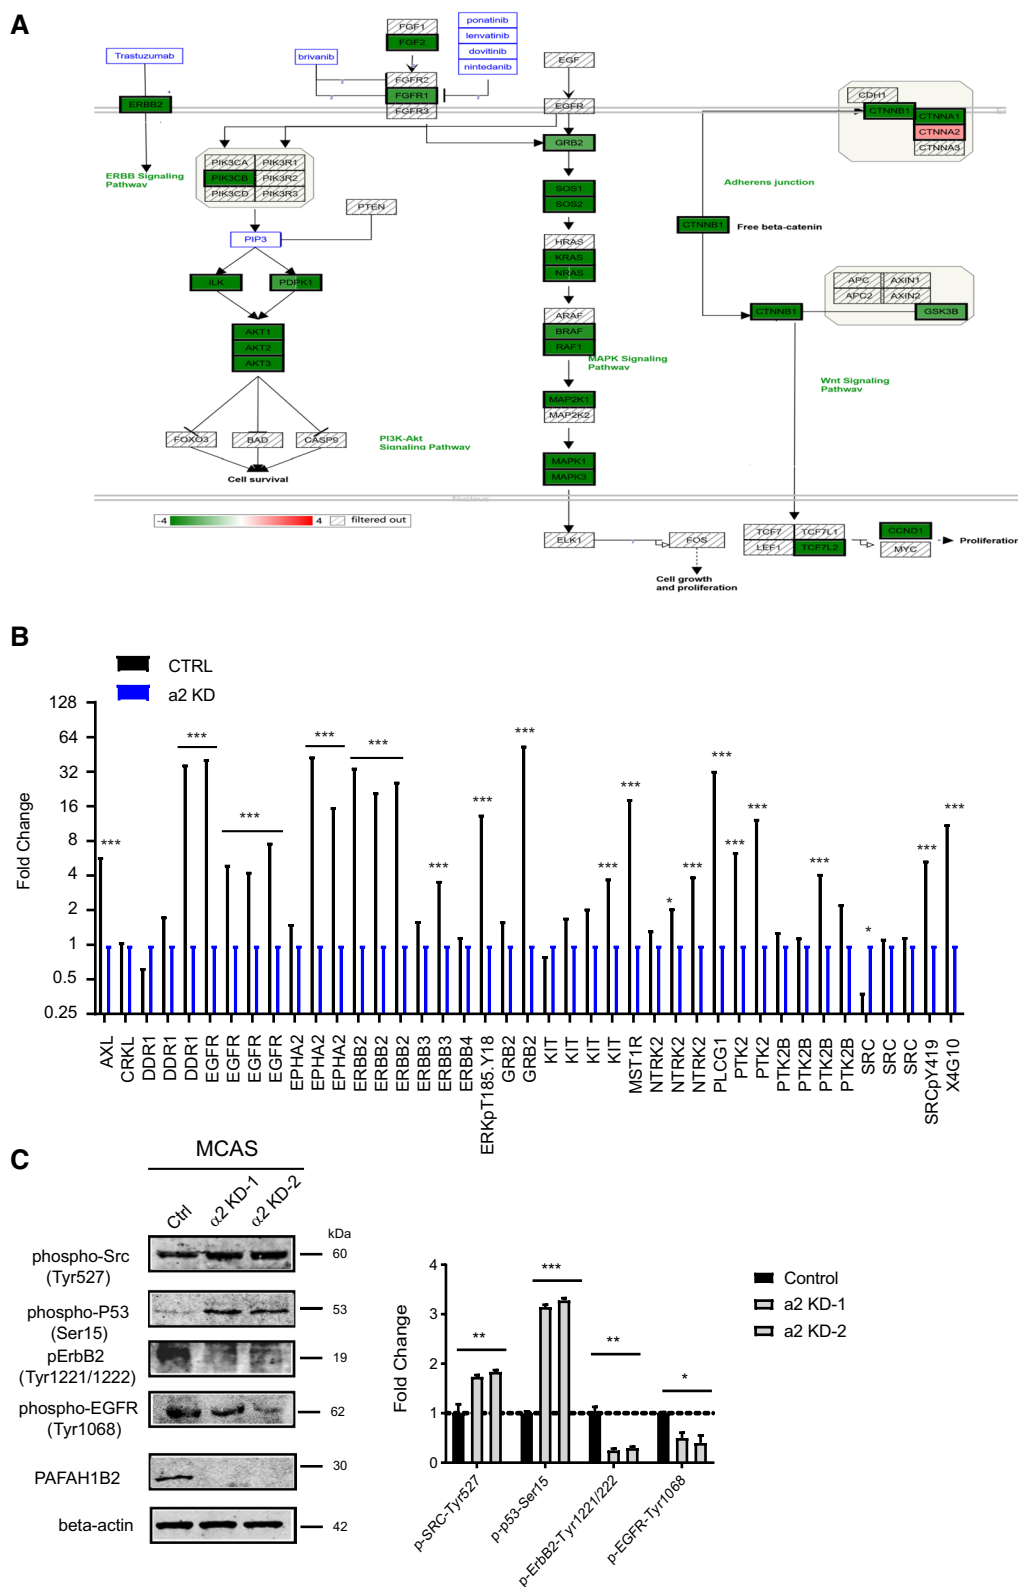 A
Trastuzumab
ERBB2
ERBB Signaling
Pathway
brivanib
FGF1
FGF2
FGFR2
FGFR1
FGFR3
ponatinib
lenvatinib
dovitinib
nintedanib
EGF
EGFR
GRB2
SOS1
SOS2
HRAS
KRAS
NRAS
ARAF
BRAF
RAF1
MAPK Signaling
Pathway
MAP2K1
MAP2K2
MAPK1
MAPK3
ELK1
FOS
Cell growth
and proliferation
PIK3CA PIK3R1
PIK3CB PIK3R2
PIK3CD PIK3R3
PTEN
PIP3
ILK
PDPK1
AKT1
AKT2
AKT3
FOXO3
BAD
CASP9
Cell survival
PI3K-Akt
Signaling Pathway
Nucleus
-4 4 filtered out
CDH1
CTNNB1
CTNNA1
CTNNA2
CTNNA3
Adherens junction
CTNNB1 Free beta-catenin
APC AXIN1
APC2 AXIN2
CTNNB1
GSK3B
Wnt Signaling
Pathway
TCF7 TCF7L1
LEF1 TCF7L2
CCND1
MYC
Proliferation
B
CTRL
a2 KD
Fold Change
128
64
32
16
8
4
2
1
0.5
0.25
***
***
***
***
***
***
***
***
***
***
*
***
***
***
***
***
*
***
***
AXL
CRKL
DDR1
DDR1
DDR1
EGFR
EGFR
EGFR
EGFR
EPHA2
EPHA2
EPHA2
ERBB2
ERBB2
ERBB2
ERBB3
ERBB3
ERBB4
ERKpT185.Y18
GRB2
GRB2
KIT
KIT
KIT
KIT
MST1R
NTRK2
NTRK2
NTRK2
PLCG1
PTK2
PTK2
PTK2B
PTK2B
PTK2B
PTK2B
SRC
SRC
SRC
SRCpY419
X4G10
C
MCAS
Ctrl
α2 KD-1
α2 KD-2
kDa
phospho-Src
(Tyr527)
60
phospho-P53
(Ser15)
53
pErbB2
(Tyr1221/1222)
19
phospho-EGFR
(Tyr1068)
62
PAFAH1B2
30
beta-actin
42
Fold Change
4
3
2
1
0
**
***
**
*
p-SRC-Tyr527
p-p53-Ser15
p-ErbB2-Tyr1221/222
p-EGFR-Tyr1068
Control
a2 KD-1
a2 KD-2